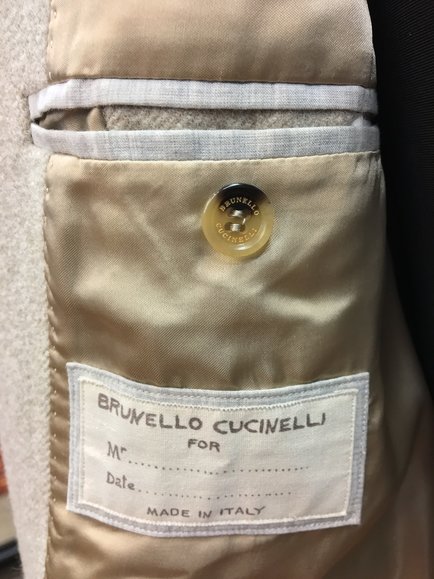 BRUNELLO
CUCINELLI
BRUNELLO CUCINELLI
FOR
Mr..............................
Date..........................
MADE IN ITALY